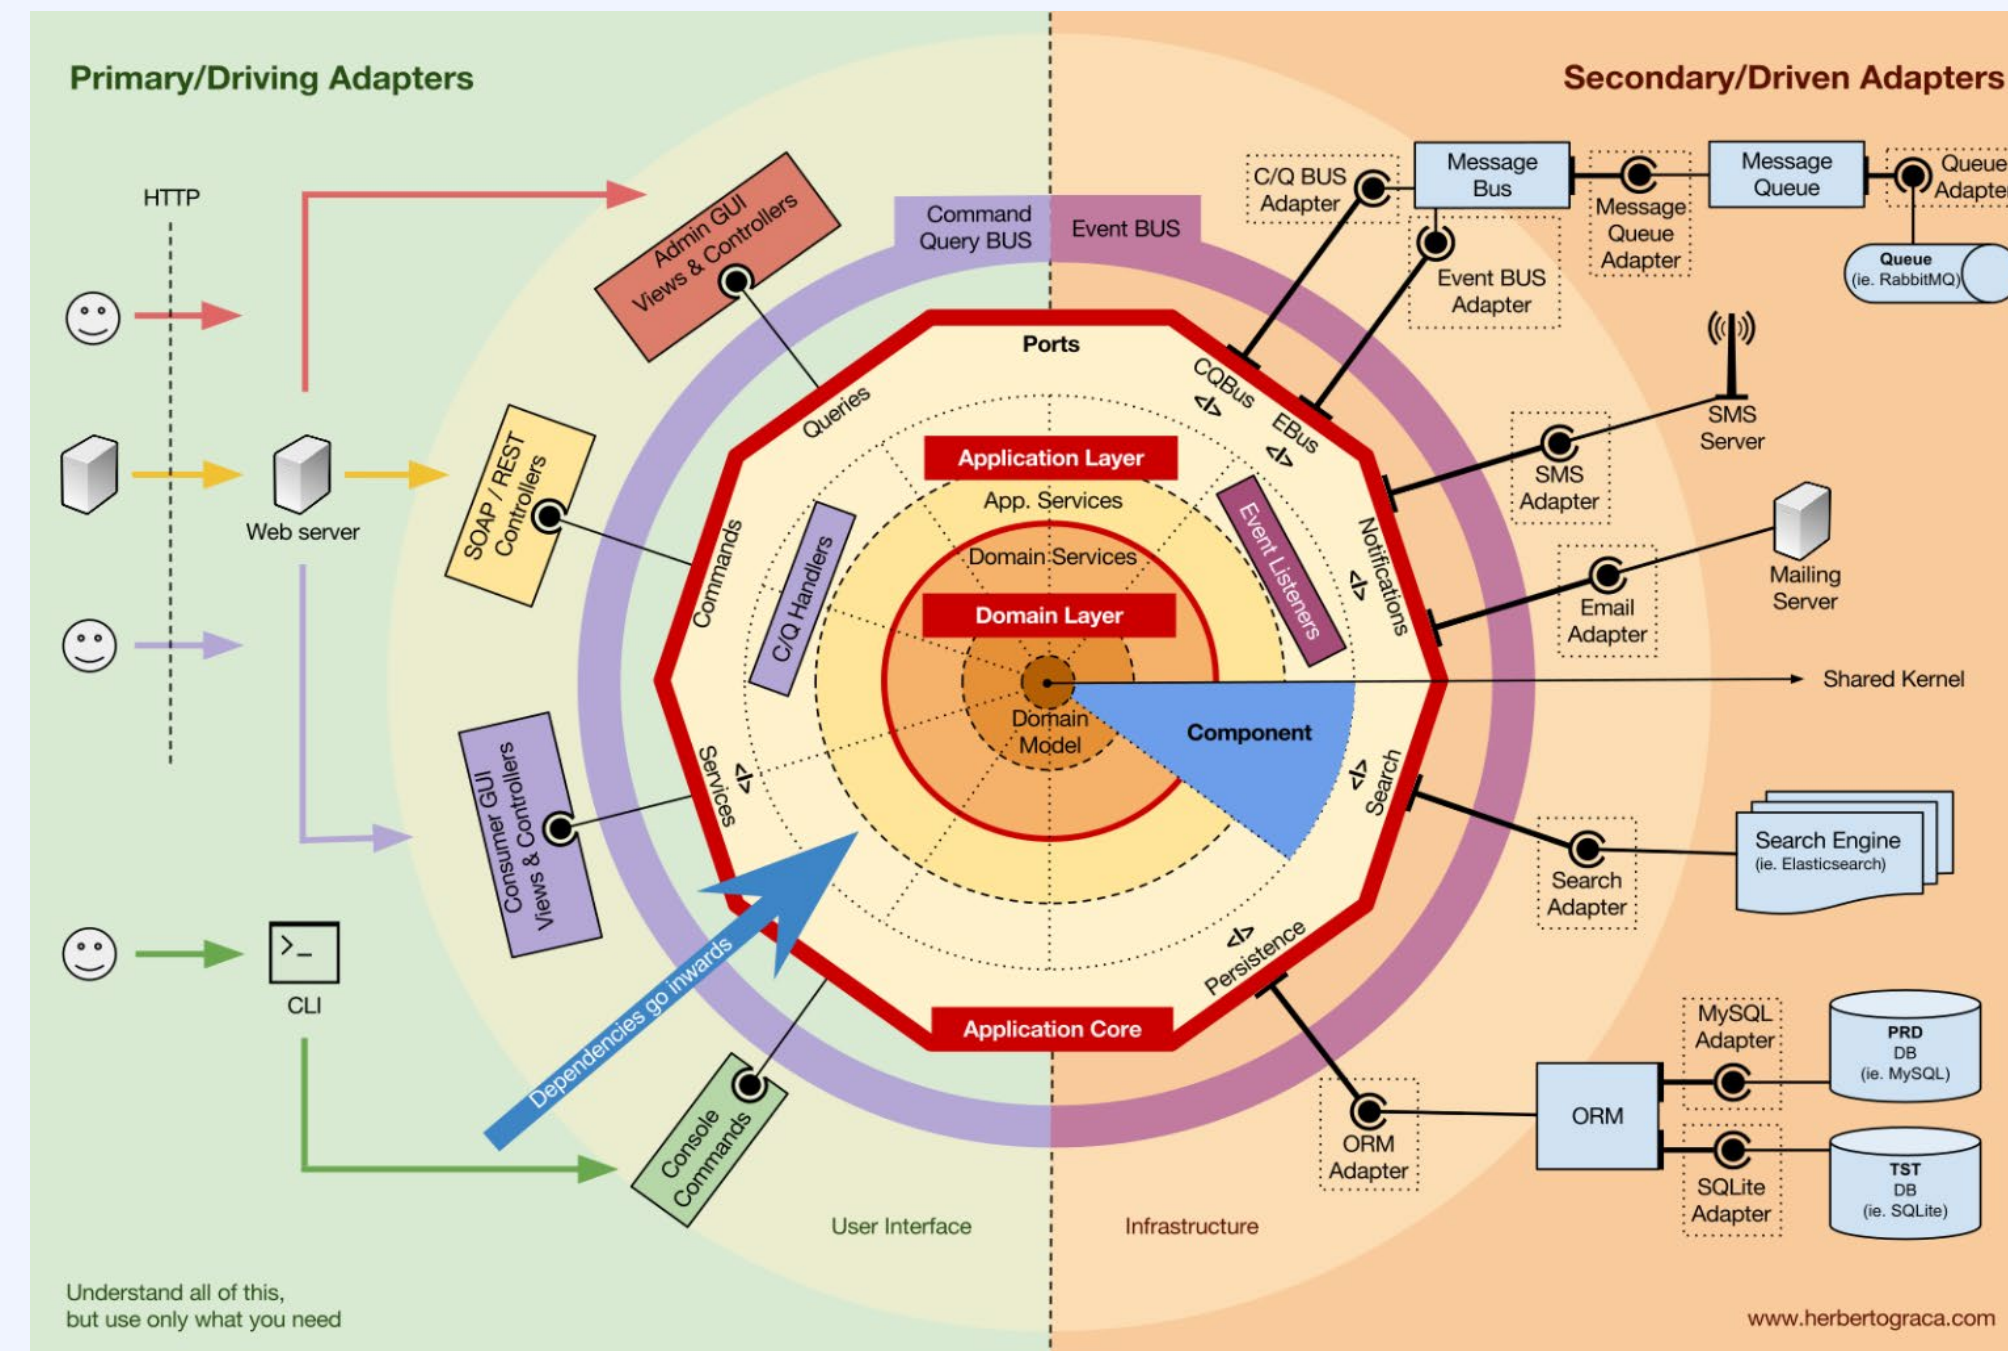 Primary/Driving Adapters
Secondary/Driven Adapters
HTTP
Web server
CLI
Admin GUI
Views & Controllers
SOAP / REST
Controllers
Consumer GUI
Views & Controllers
Console
Commands
Dependencies go inwards
Command
Query BUS
Event BUS
Ports
Queries
Commands
Services
</>
C/Q Handlers
Application Layer
App. Services
Domain Services
Domain Layer
Domain
Model
Component
Event Listeners
CQBus
</>
EBus
</>
Notifications
</>
Search
</>
Persistence
</>
Application Core
Shared Kernel
C/Q BUS
Adapter
Message
Bus
Event BUS
Adapter
Message
Queue
Adapter
Message
Queue
Queue
Adapter
Queue
(ie. RabbitMQ)
SMS
Server
SMS
Adapter
Mailing
Server
Email
Adapter
Search Engine
(ie. Elasticsearch)
Search
Adapter
ORM
Adapter
ORM
MySQL
Adapter
SQLite
Adapter
PRD
DB
(ie. MySQL)
TST
DB
(ie. SQLite)
User Interface
Infrastructure
Understand all of this,
but use only what you need
www.herbertograca.com